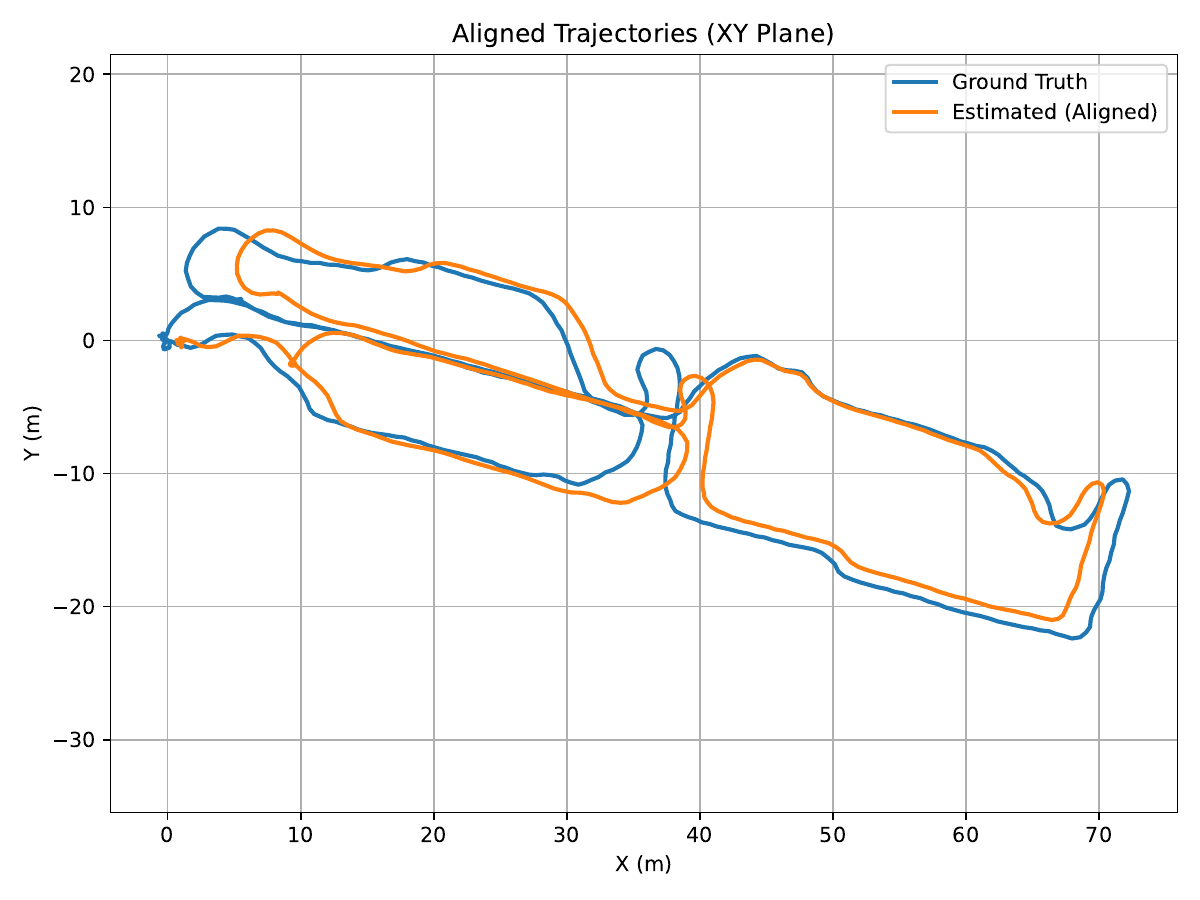 Aligned Trajectories (XY Plane)
Ground Truth
Estimated (Aligned)
20
10
0
−10
−20
−30
Y (m)
0 10 20 30 40 50 60 70
X (m)